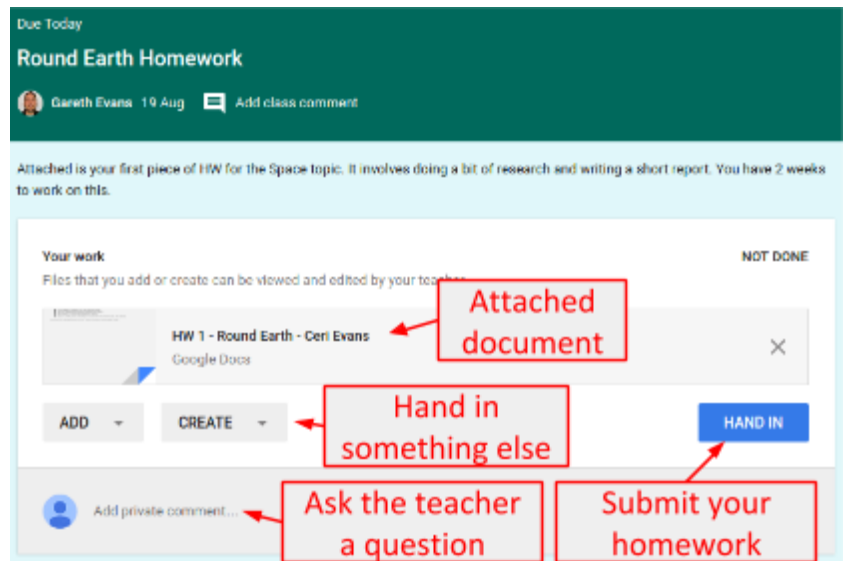 Due Today
Round Earth Homework
Gareth Evans 19 Aug Add class comment
Attached is your first piece of HW for the Space topic. It involves doing a bit of research and writing a short report. You have 2 weeks
to work on this.
Your work NOT DONE
Files that you add or create can be viewed and edited by your teacher
Attached
document
HW 1 - Round Earth - Ceri Evans
Google Docs
ADD CREATE
Hand in
something else
HAND IN
Add private comment...
Ask the teacher
a question
Submit your
homework